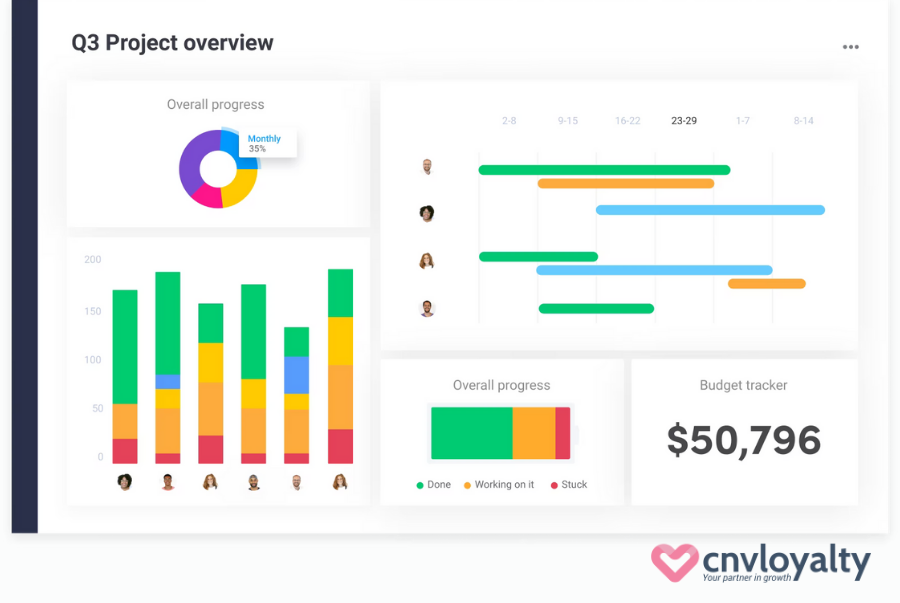 Q3 Project overview
Overall progress
Monthly
35%
2-8 9-15 16-22 23-29 1-7 8-14
200
150
100
50
0
Overall progress
Done Working on it Stuck
Budget tracker
$50,796
cnvloyalty
Your partner in growth